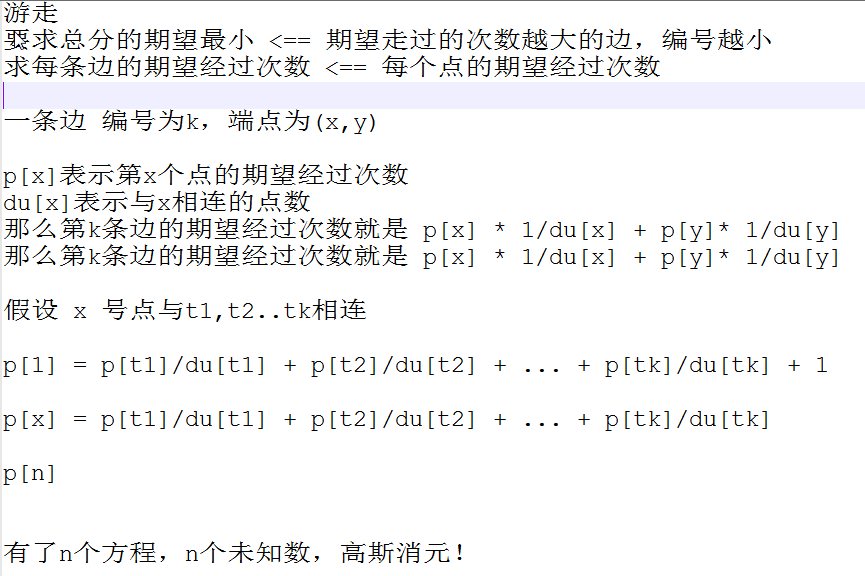 游走
要求总分的期望最小 <== 期望走过的次数越大的边，编号越小
求每条边的期望经过次数 <== 每个点的期望经过次数
一条边 编号为k，端点为(x,y)
p[x]表示第x个点的期望经过次数
du[x]表示与x相连的点数
那么第k条边的期望经过次数就是 p[x] * 1/du[x] + p[y]* 1/du[y]
那么第k条边的期望经过次数就是 p[x] * 1/du[x] + p[y]* 1/du[y]
假设 x 号点与t1,t2..tk相连
p[1] = p[t1]/du[t1] + p[t2]/du[t2] + ... + p[tk]/du[tk] + 1
p[x] = p[t1]/du[t1] + p[t2]/du[t2] + ... + p[tk]/du[tk]
p[n]
有了n个方程，n个未知数，高斯消元！